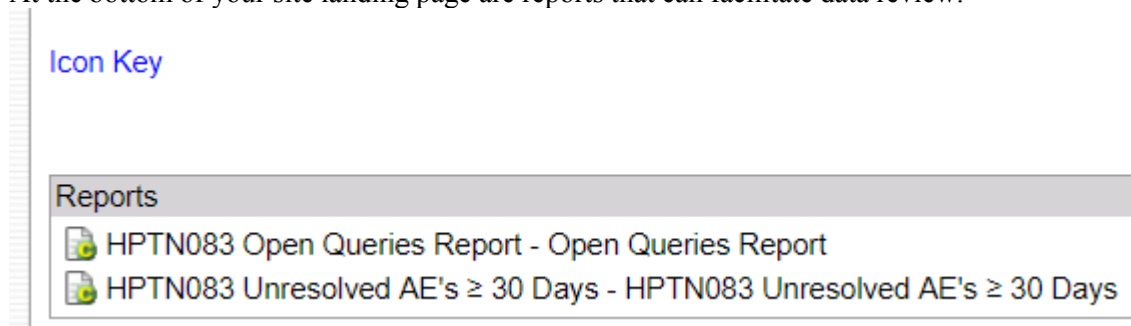 At the bottom of your site landing page are reports that can facilitate data review.
Icon Key
Reports
HPTN083 Open Queries Report - Open Queries Report
HPTN083 Unresolved AE's ≥ 30 Days - HPTN083 Unresolved AE's ≥ 30 Days